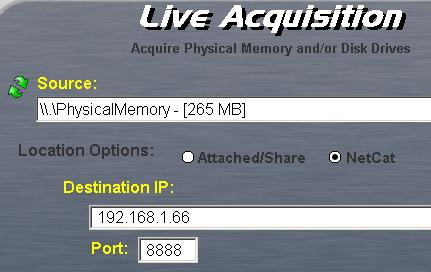 Live Acquisition
Acquire Physical Memory and/or Disk Drives
Source:
\\.\PhysicalMemory - [265 MB]
Location Options: Attached/Share NetCat
Destination IP:
192.168.1.66
Port: 8888